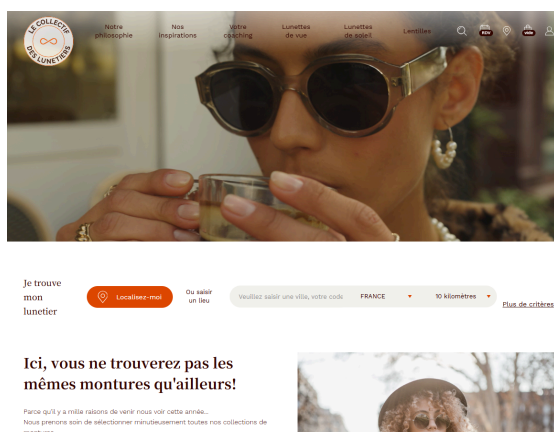 LE COLLECTIF
DES LUNETIERS
Notre
philosophie
Nos
inspirations
Votre
coaching
Lunettes
de vue
Lunettes
de soleil
Lentilles
RDV
vide
Je trouve
mon
lunetier
Localisez-moi
Ou saisir
un lieu
Veuillez saisir une ville, votre code
FRANCE
10 kilomètres
Plus de critères
Ici, vous ne trouverez pas les
mêmes montures qu'ailleurs!
Parce qu'il y a mille raisons de venir nous voir cette année...
Nous prenons soin de sélectionner minutieusement toutes nos collections de